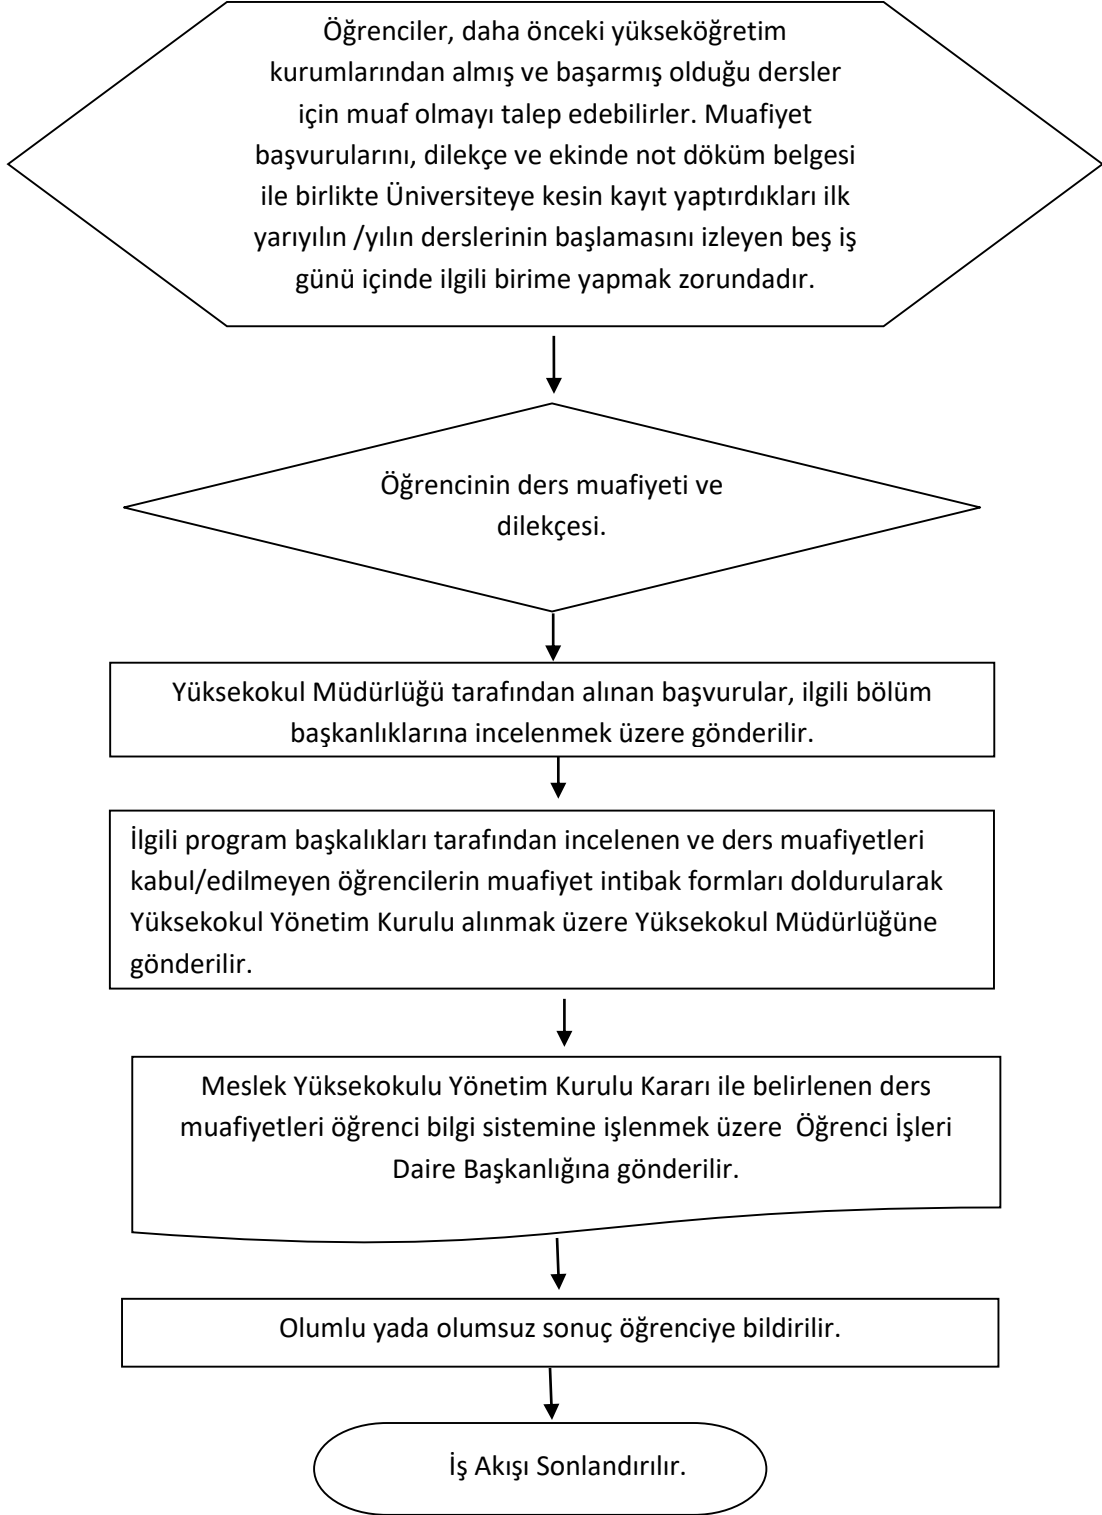 Öğrenciler, daha önceki yükseköğretim
kurumlarından almış ve başarmış olduğu dersler
için muaf olmayı talep edebilirler. Muafiyet
başvurularını, dilekçe ve ekinde not döküm belgesi
ile birlikte Üniversiteye kesin kayıt yaptırdıkları ilk
yarıyılın /yılın derslerinin başlamasını izleyen beş iş
günü içinde ilgili birime yapmak zorundadır.
Öğrencinin ders muafiyeti ve
dilekçesi.
Yüksekokul Müdürlüğü tarafından alınan başvurular, ilgili bölüm
başkanlıklarına incelenmek üzere gönderilir.
İlgili program başkalıkları tarafından incelenen ve ders muafiyetleri
kabul/edilmeyen öğrencilerin muafiyet intibak formları doldurularak
Yüksekokul Yönetim Kurulu alınmak üzere Yüksekokul Müdürlüğüne
gönderilir.
Meslek Yüksekokulu Yönetim Kurulu Kararı ile belirlenen ders
muafiyetleri öğrenci bilgi sistemine işlenmek üzere  Öğrenci İşleri
Daire Başkanlığına gönderilir.
Olumlu yada olumsuz sonuç öğrenciye bildirilir.
İş Akışı Sonlandırılır.